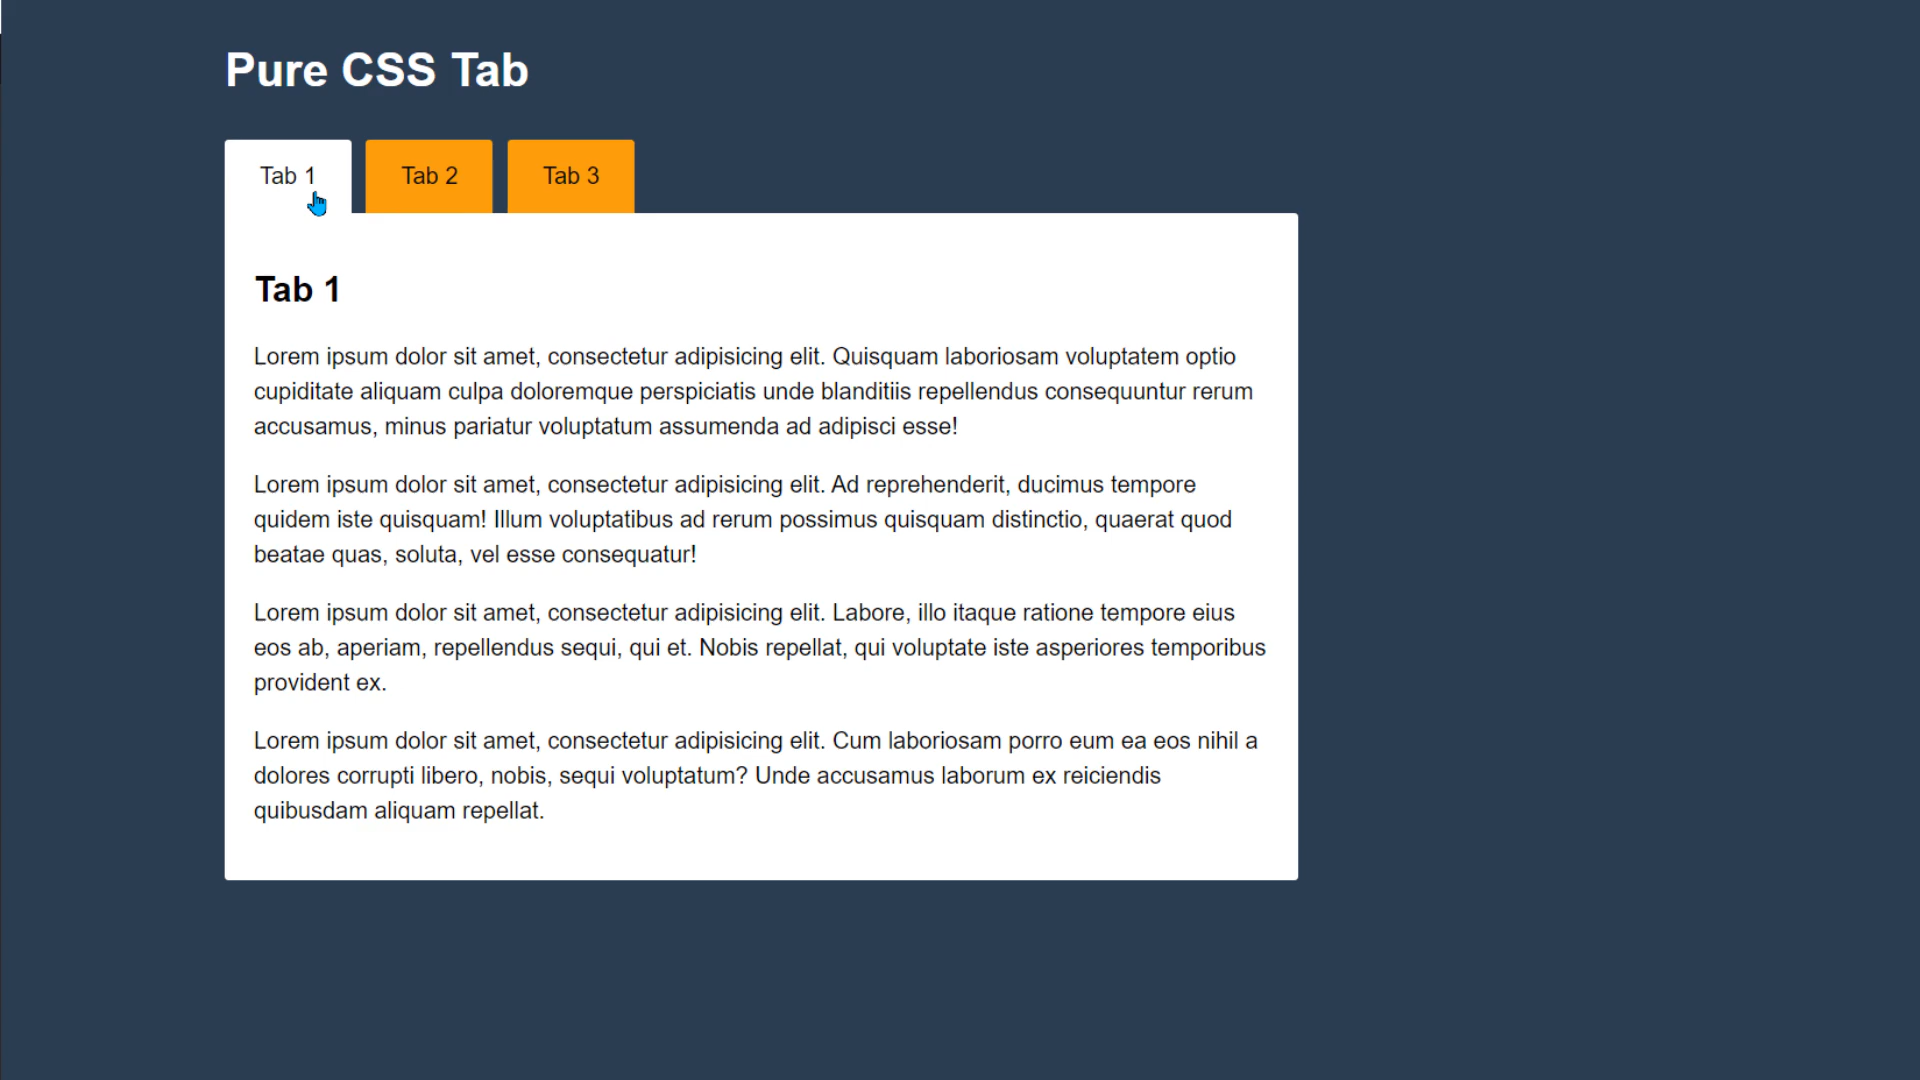 Pure CSS Tab
Tab 1 Tab 2 Tab 3
Tab 1
Lorem ipsum dolor sit amet, consectetur adipisicing elit. Quisquam laboriosam voluptatem optio
cupiditate aliquam culpa doloremque perspiciatis unde blanditiis repellendus consequuntur rerum
accusamus, minus pariatur voluptatum assumenda ad adipisci esse!
Lorem ipsum dolor sit amet, consectetur adipisicing elit. Ad reprehenderit, ducimus tempore
quidem iste quisquam! Illum voluptatibus ad rerum possimus quisquam distinctio, quaerat quod
beatae quas, soluta, vel esse consequatur!
Lorem ipsum dolor sit amet, consectetur adipisicing elit. Labore, illo itaque ratione tempore eius
eos ab, aperiam, repellendus sequi, qui et. Nobis repellat, qui voluptate iste asperiores temporibus
provident ex.
Lorem ipsum dolor sit amet, consectetur adipisicing elit. Cum laboriosam porro eum ea eos nihil a
dolores corrupti libero, nobis, sequi voluptatum? Unde accusamus laborum ex reiciendis
quibusdam aliquam repellat.